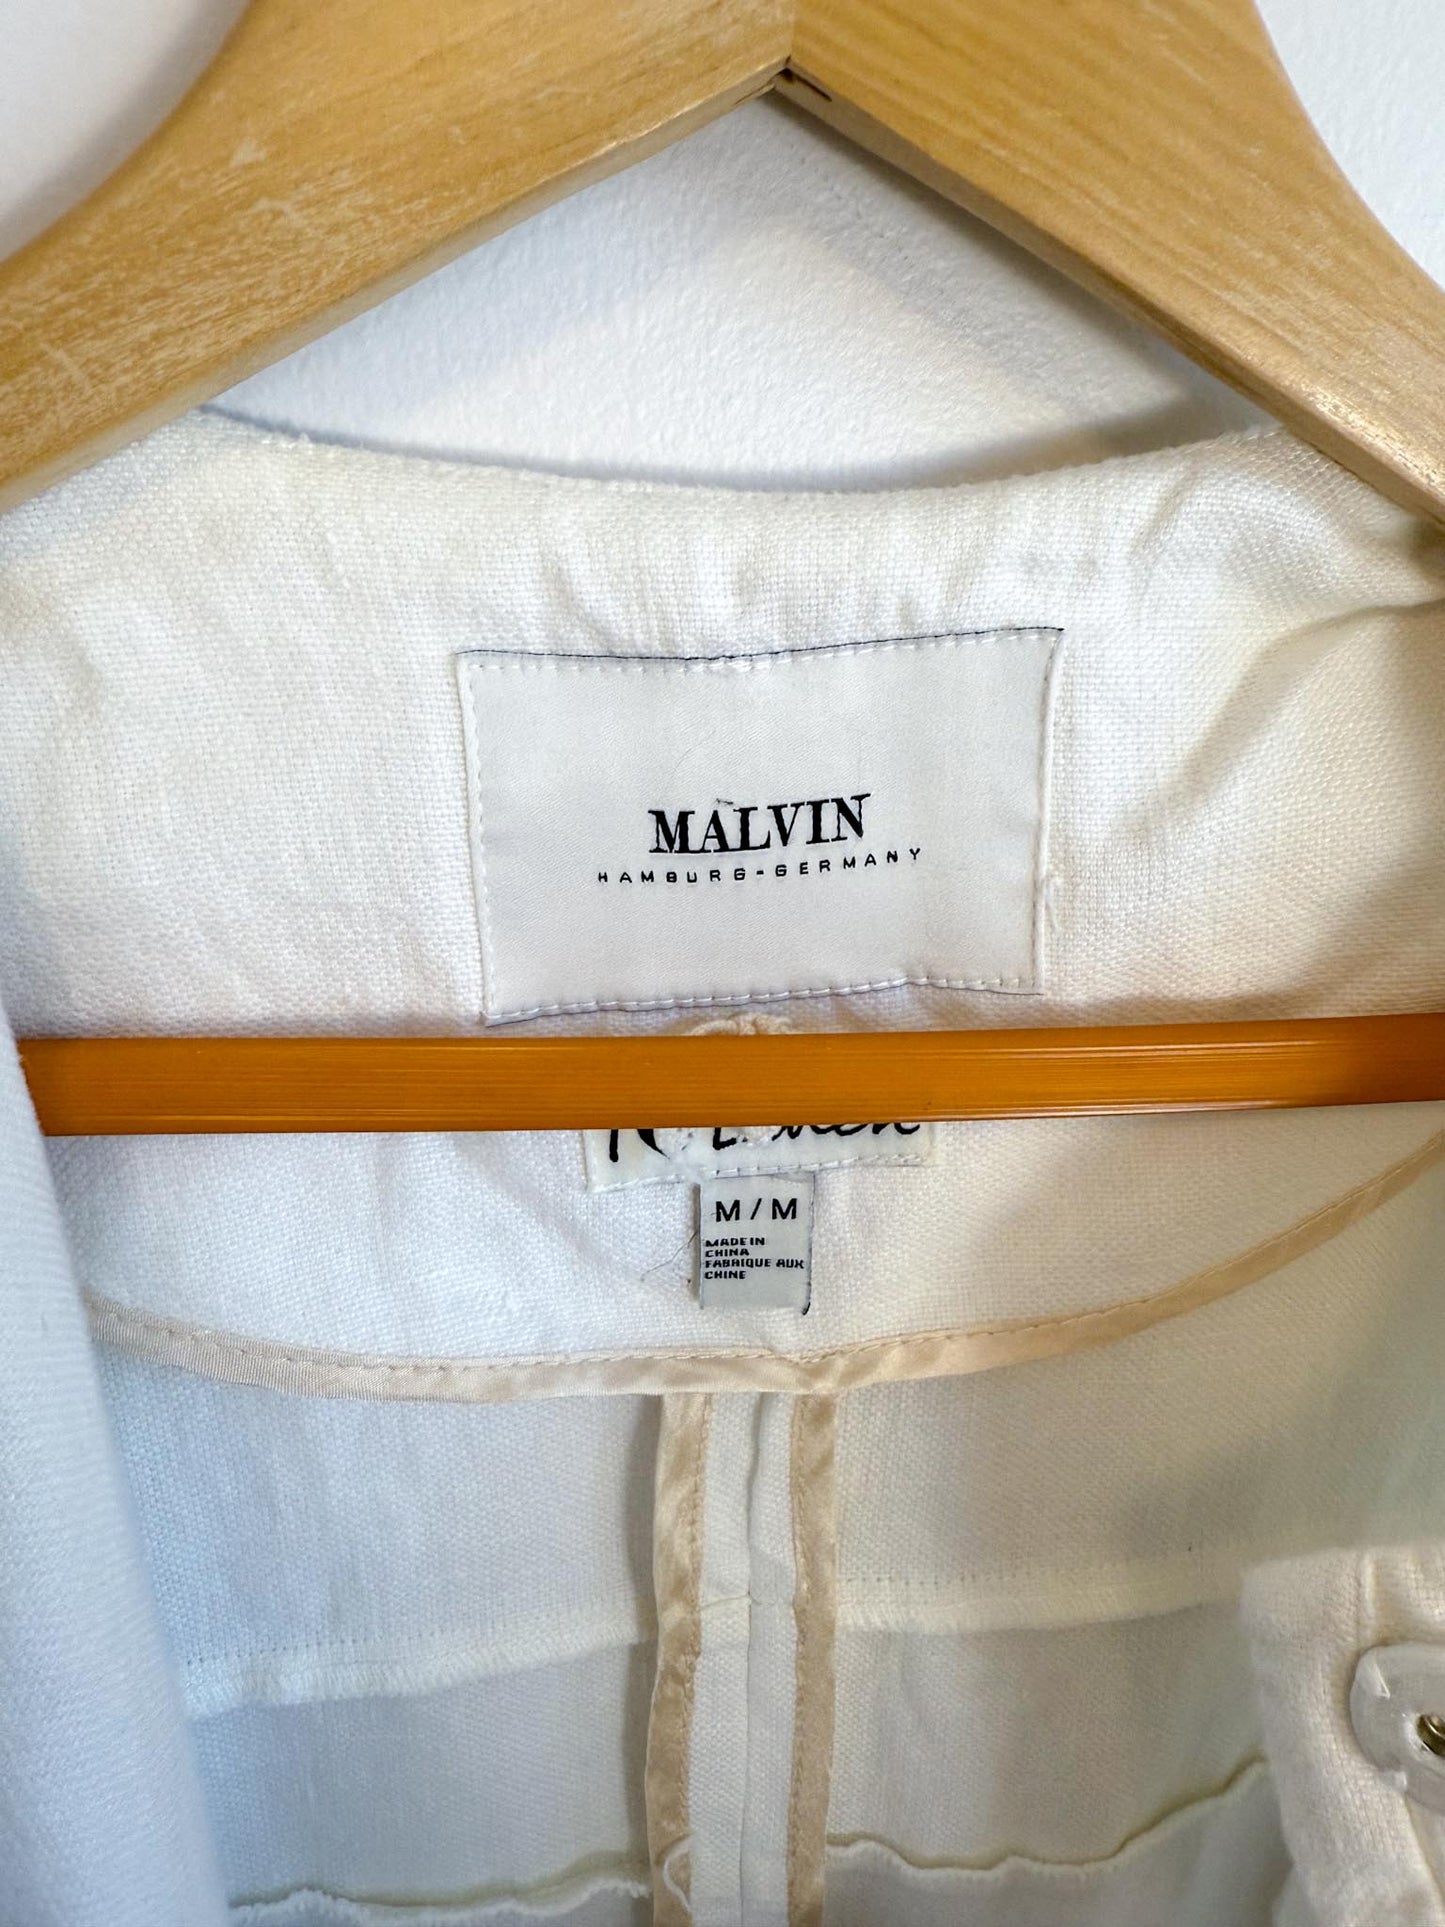 MALVIN
HAMBURG-GERMANY
M / M
MADE IN
CHINA
FABRIQUE AUX
CHINE